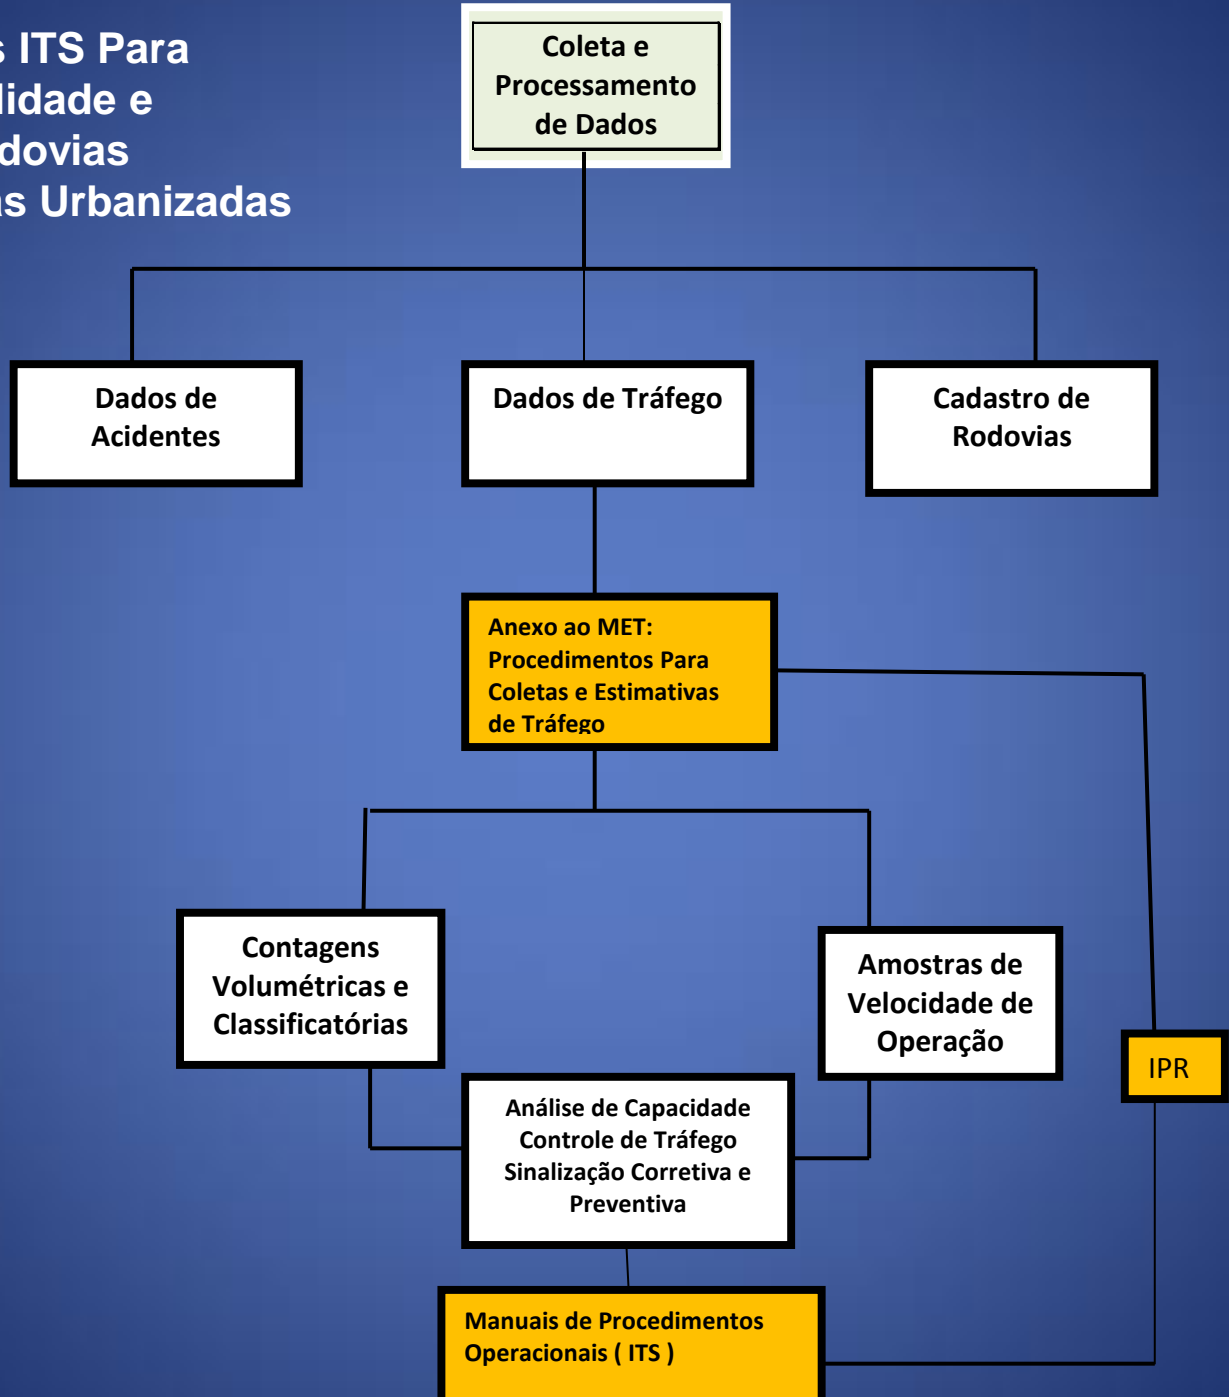 s ITS Para
lidade e
dovias
as Urbanizadas
Coleta e
Processamento
de Dados
Dados de
Acidentes
Dados de Tráfego
Cadastro de
Rodovias
Anexo ao MET:
Procedimentos Para
Coletas e Estimativas
de Tráfego
Contagens
Volumétricas e
Classificatórias
Amostras de
Velocidade de
Operação
IPR
Análise de Capacidade
Controle de Tráfego
Sinalização Corretiva e
Preventiva
Manuais de Procedimentos
Operacionais ( ITS )